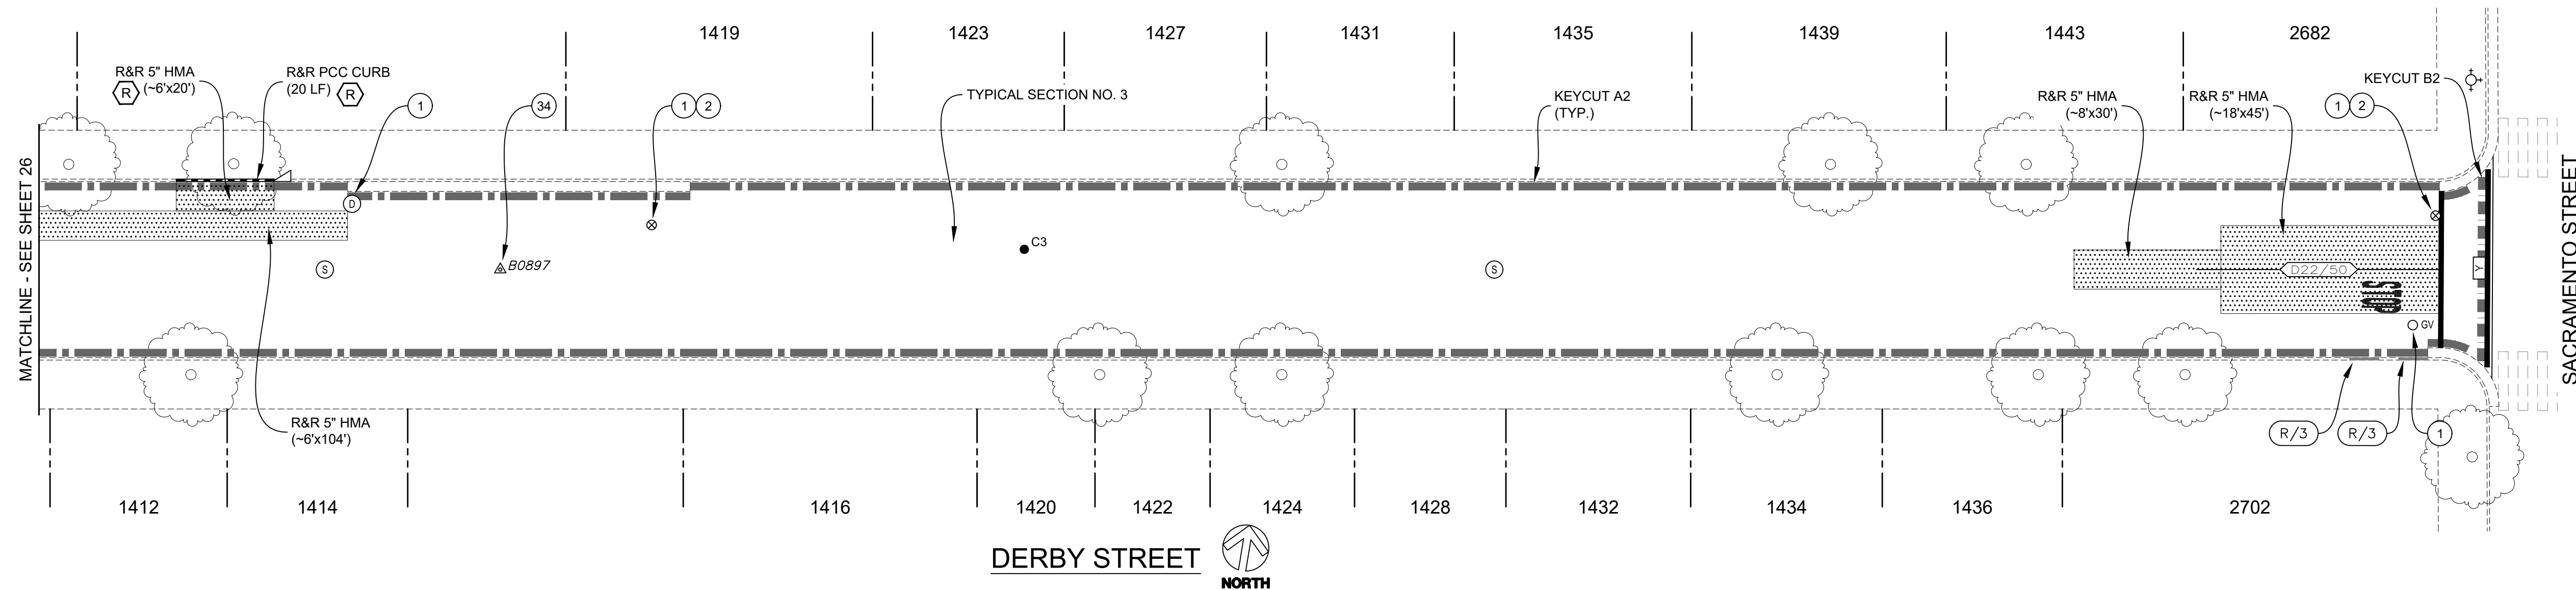 1419
1423
1427
1431
1435
1439
1443
2682
R&R 5" HMA
R (~6'x20')
R&R PCC CURB
(20 LF) R
1
34
1 2
TYPICAL SECTION NO. 3
KEYCUT A2
(TYP.)
R&R 5" HMA
(~8'x30')
R&R 5" HMA
(~18'x45')
KEYCUT B2
1 2
MATCHLINE - SEE SHEET 26
D
S
B0897
C3
S
D22/50
STOP
Y
GV
SACRAMENTO STREET
R&R 5" HMA
(~6'x104')
R/3
R/3
1
1412
1414
1416
1420
1422
1424
1428
1432
1434
1436
2702
DERBY STREET
NORTH